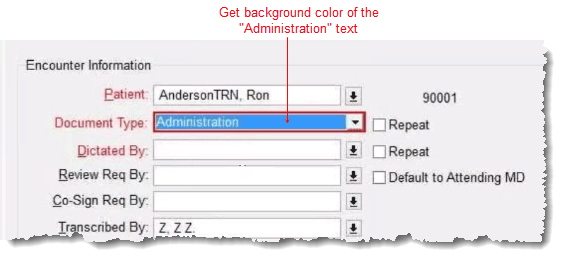 Get background color of the
"Administration" text
Encounter Information
Patient: AndersonTRN, Ron 90001
Document Type: Administration Repeat
Dictated By: Repeat
Review Req By: Default to Attending MD
Co-Sign Req By:
Transcribed By: Z, Z Z.